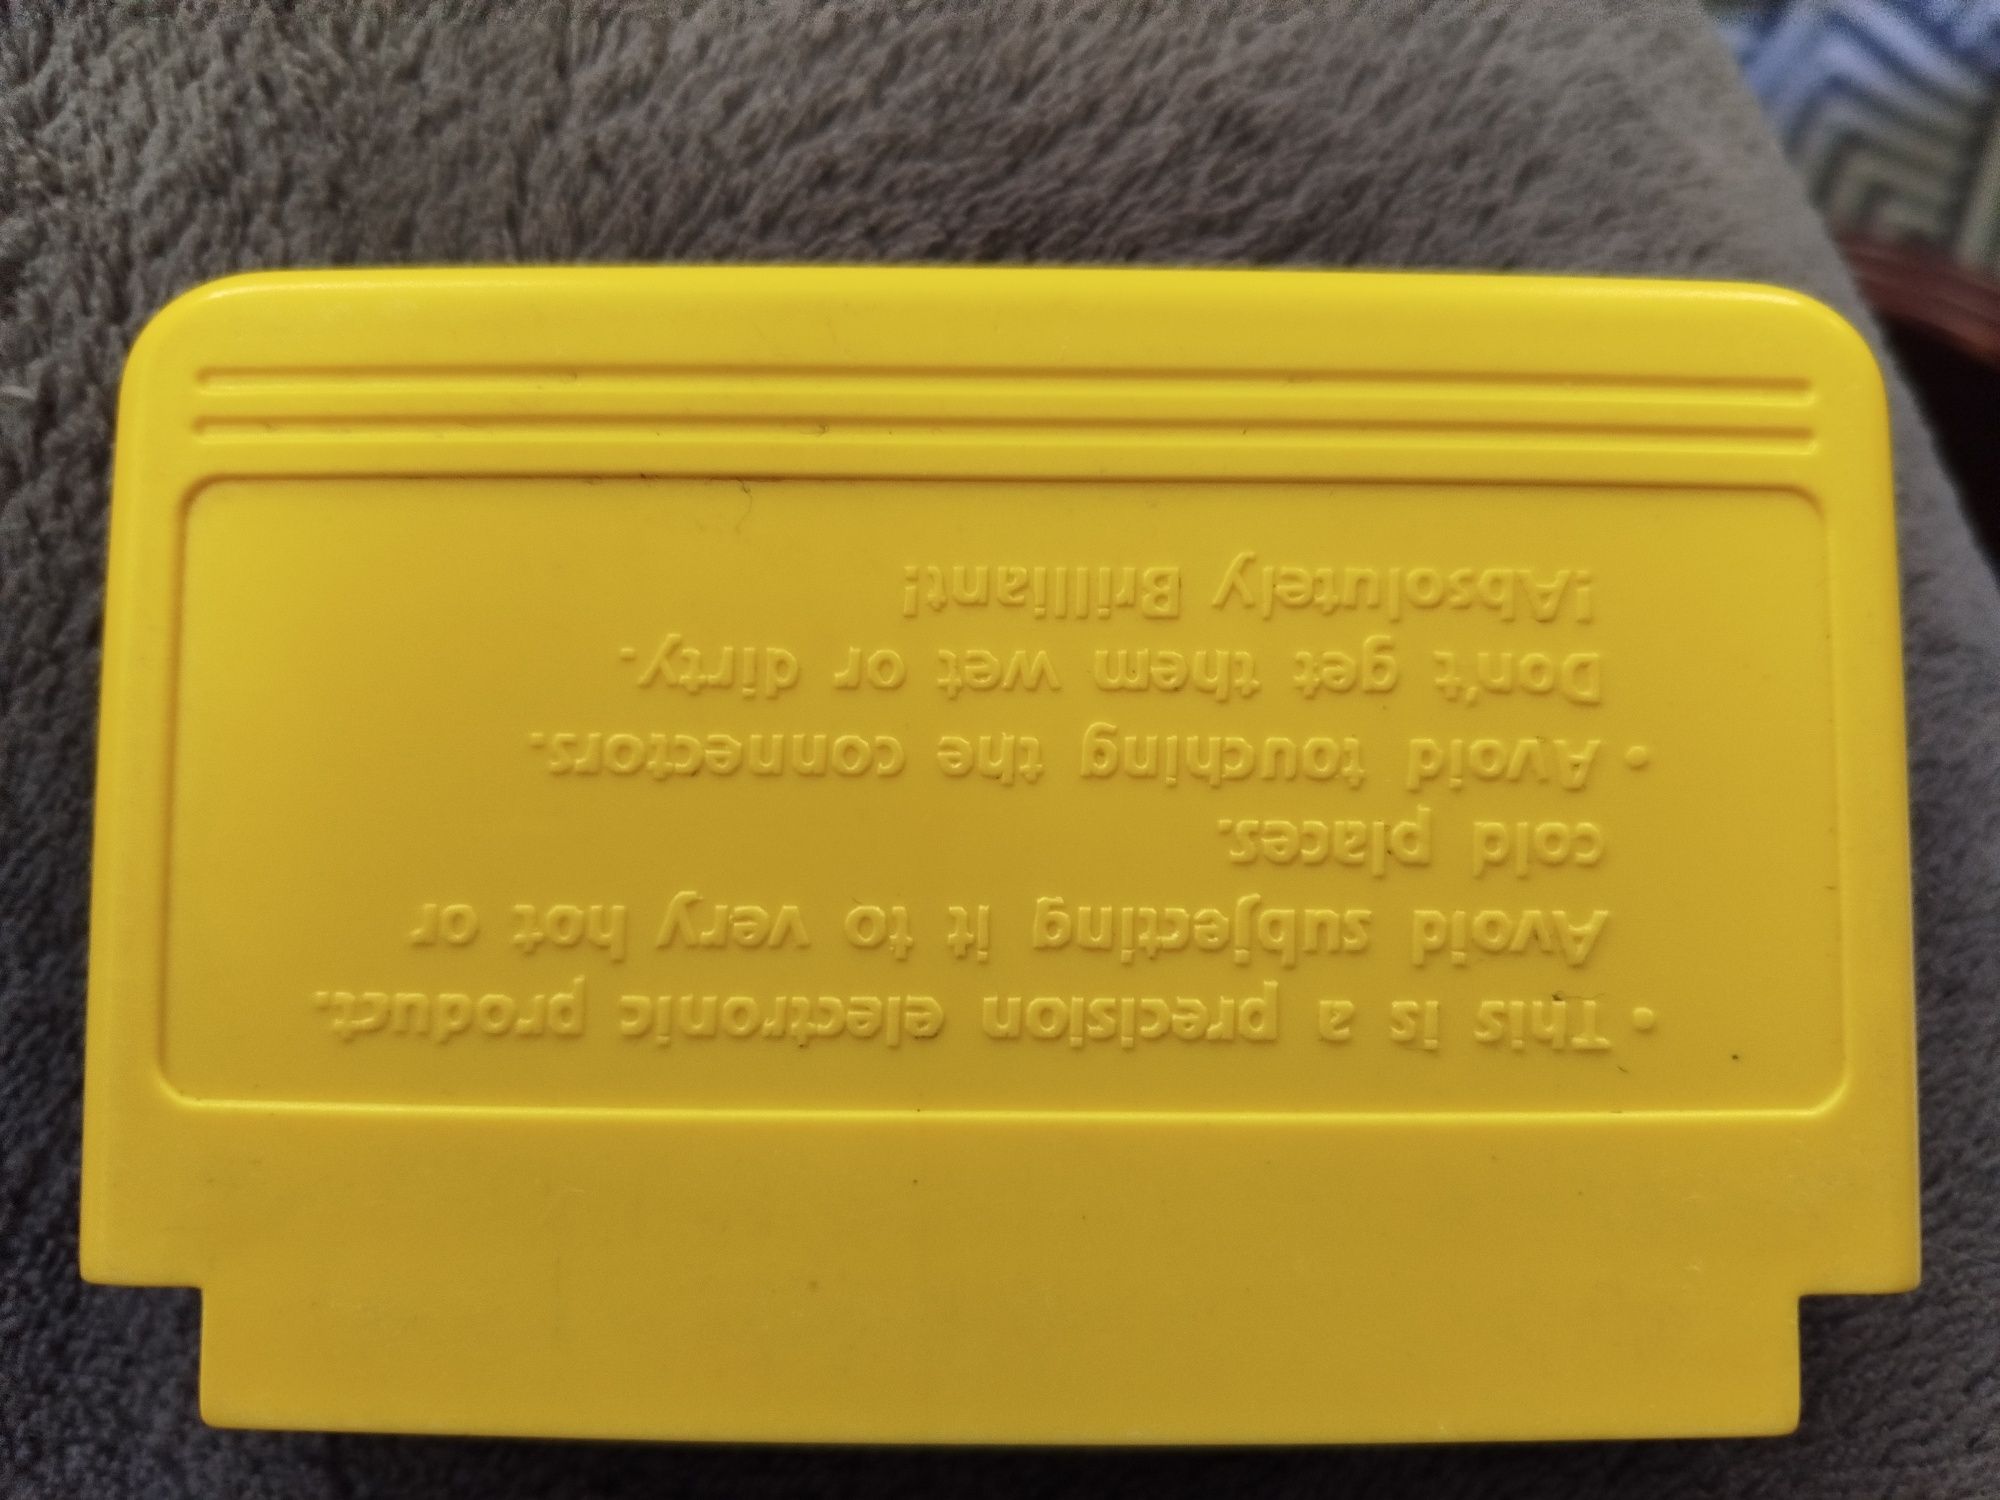 • This is a precision electronic product.
Avoid subjecting it to very hot or
cold places.
• Avoid touching the connectors.
Don't get them wet or dirty.
!Absolutely Brilliant!